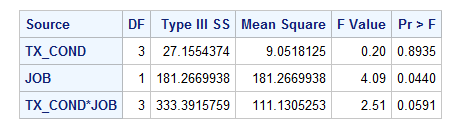 Source DF Type III SS Mean Square F Value Pr > F
TX_COND 3 27.1554374 9.0518125 0.20 0.8935
JOB 1 181.2669938 181.2669938 4.09 0.0440
TX_COND*JOB 3 333.3915759 111.1305253 2.51 0.0591